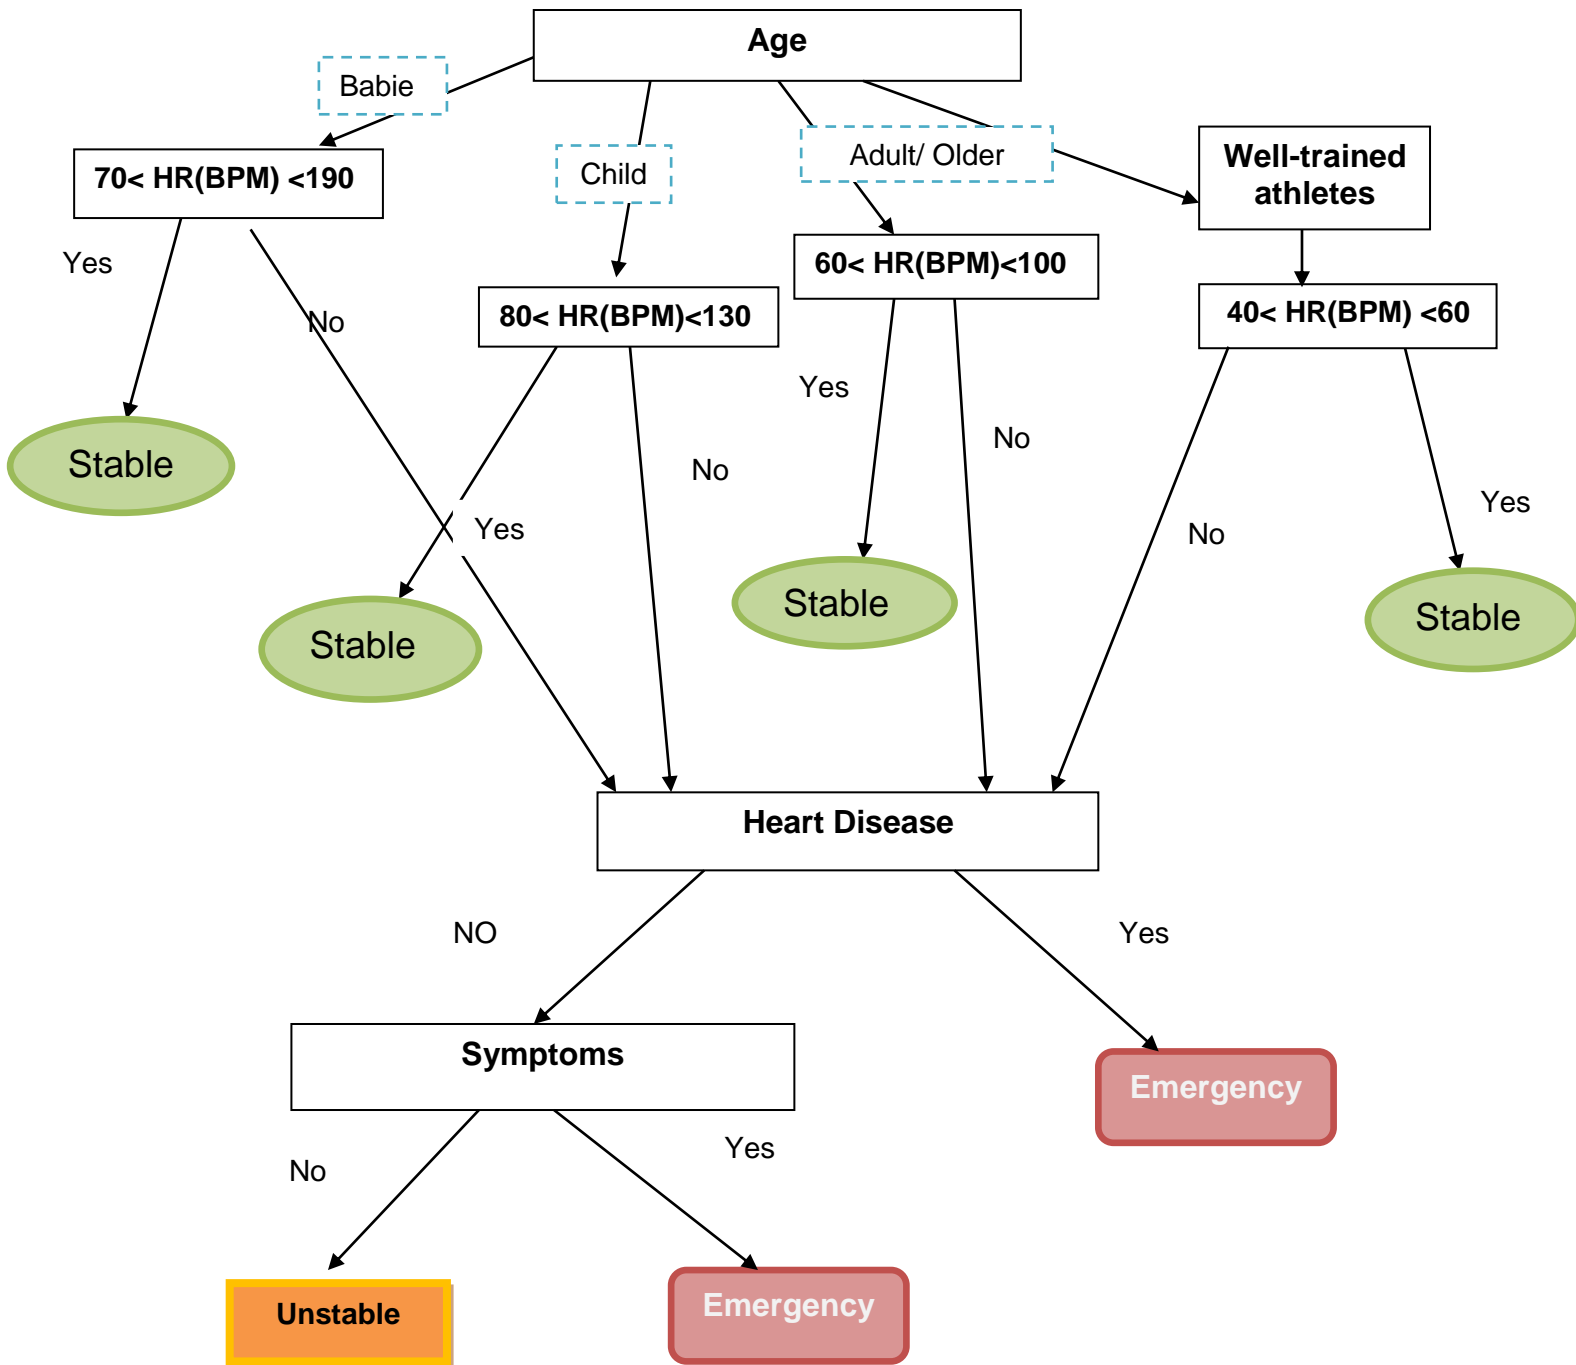 Age
Babie
Child
Adult/ Older
Well-trained
athletes
70< HR(BPM) <190
60< HR(BPM)<100
80< HR(BPM)<130
40< HR(BPM) <60
Yes
No
Yes
No
Yes
No
No
Yes
Stable
Stable
Stable
Stable
Heart Disease
NO
Yes
Symptoms
Emergency
No
Yes
Unstable
Emergency